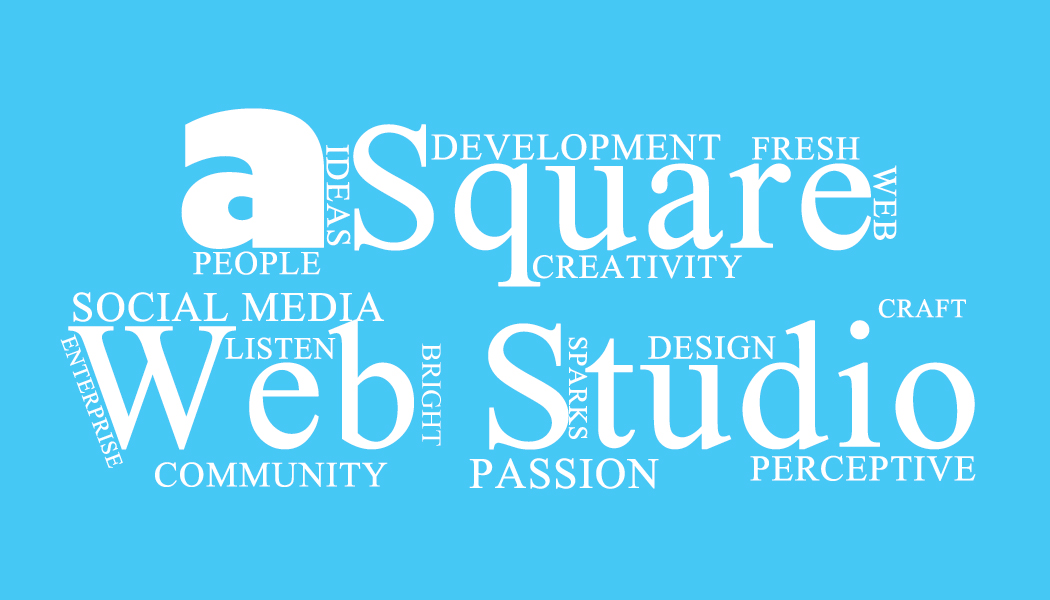 DEVELOPMENT FRESH
aSquare
IDEAS
WEB
PEOPLE
CREATIVITY
SOCIAL MEDIA
CRAFT
LISTEN
DESIGN
Web Studio
ENTERPRISE
BRIGHT
SPARKS
COMMUNITY
PASSION
PERCEPTIVE